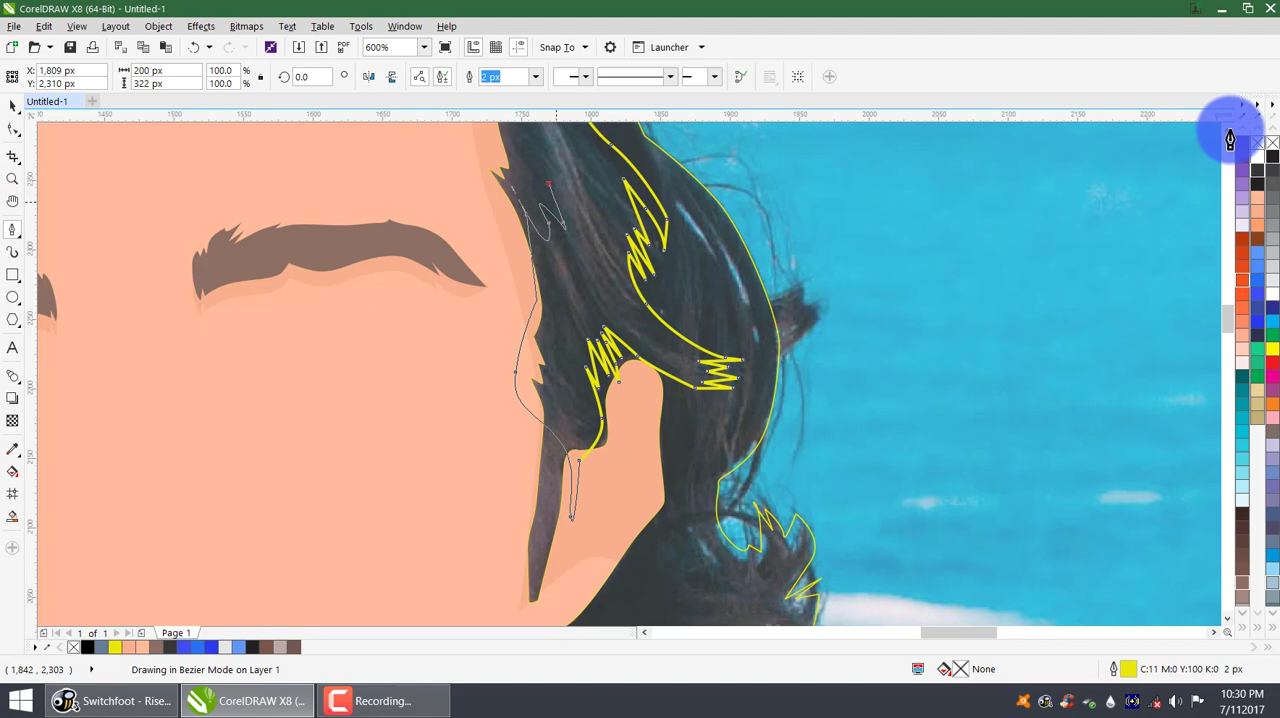 CorelDRAW X8 (64-Bit) - Untitled-1
File Edit View Layout Object Effects Bitmaps Text Table Tools Window Help
PDF 600% Snap To Launcher
X: 1,809 px 200 px 100.0 % 0.0 2 px
Y: 2,310 px 322 px 100.0 %
Untitled-1
1500 1550 1600 1650 1700 1750 1800 1850 1900 1950 2000 2050 2100 2150 2200
1 of 1 Page 1
( 1,842 , 2,303 ) Drawing in Bezier Mode on Layer 1 None C:11 M:0 Y:100 K:0 2 px
Switchfoot - Rise... CorelDRAW X8 (... Recording... 10:30 PM
7/11/2017